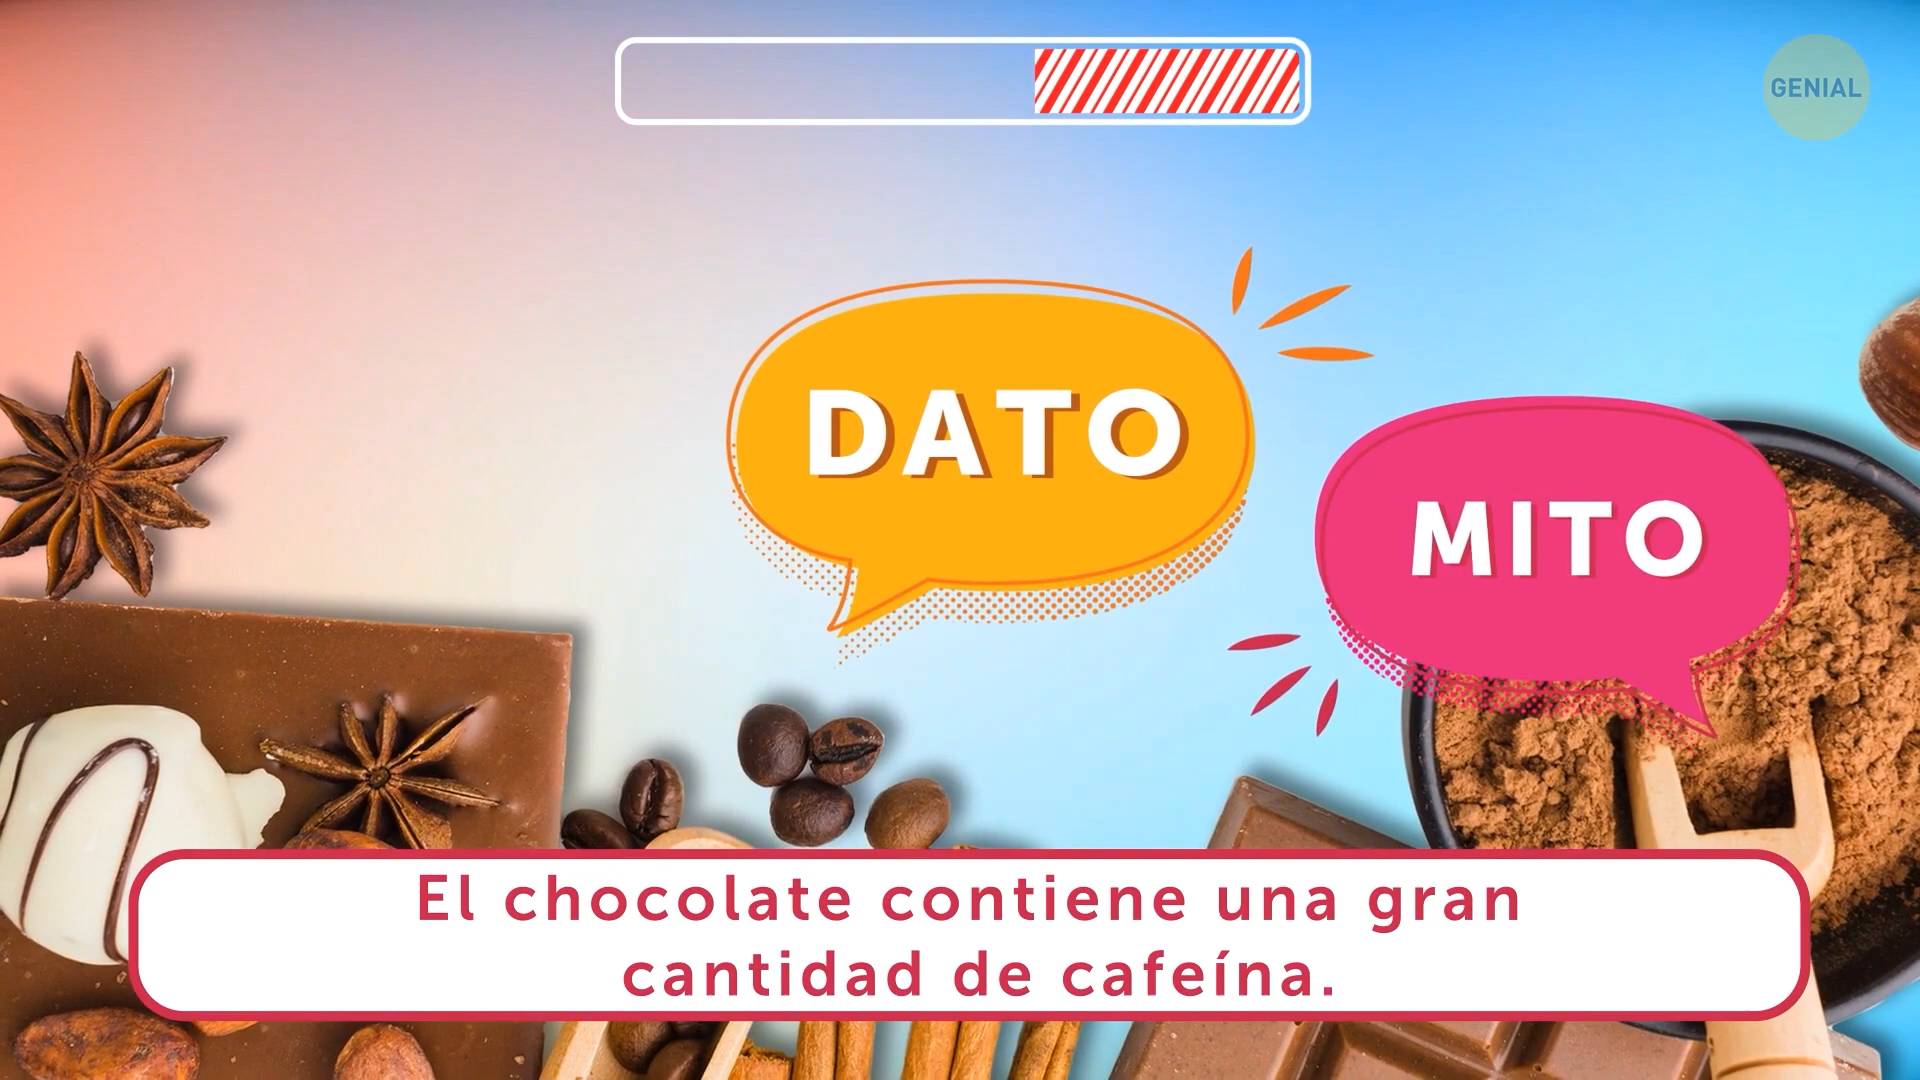 GENIAL
DATO
MITO
El chocolate contiene una gran
cantidad de cafeína.